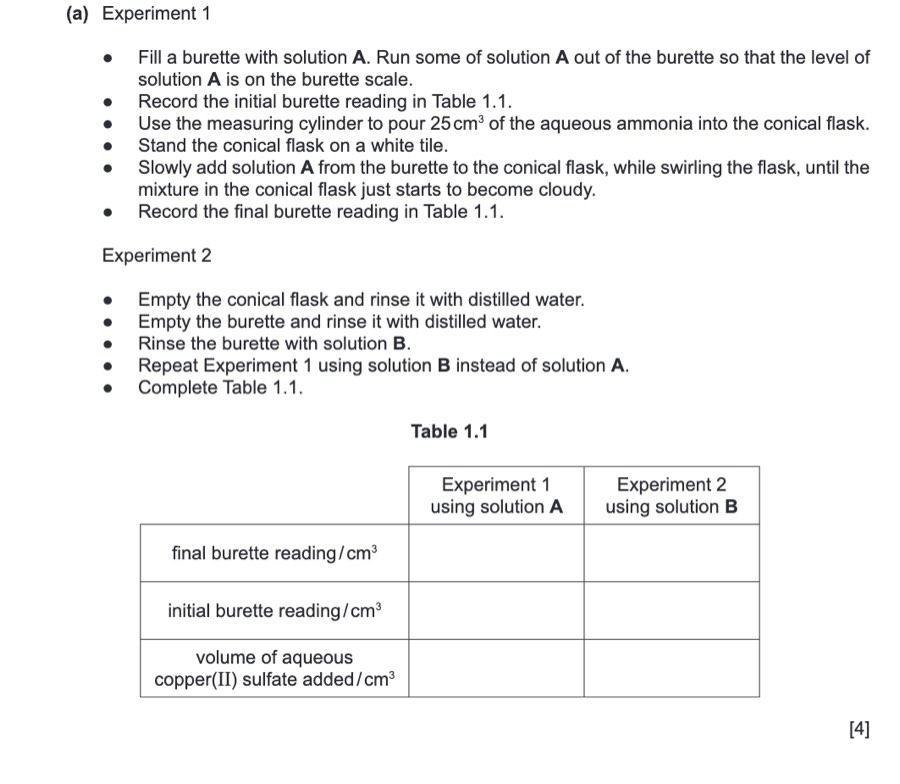 (a) Experiment 1
• Fill a burette with solution A. Run some of solution A out of the burette so that the level of
solution A is on the burette scale.
• Record the initial burette reading in Table 1.1.
• Use the measuring cylinder to pour 25 cm³ of the aqueous ammonia into the conical flask.
• Stand the conical flask on a white tile.
• Slowly add solution A from the burette to the conical flask, while swirling the flask, until the
mixture in the conical flask just starts to become cloudy.
• Record the final burette reading in Table 1.1.
Experiment 2
• Empty the conical flask and rinse it with distilled water.
• Empty the burette and rinse it with distilled water.
• Rinse the burette with solution B.
• Repeat Experiment 1 using solution B instead of solution A.
• Complete Table 1.1.
Table 1.1
Experiment 1 Experiment 2
using solution A using solution B
final burette reading / cm³
initial burette reading / cm³
volume of aqueous
copper(II) sulfate added / cm³
[4]